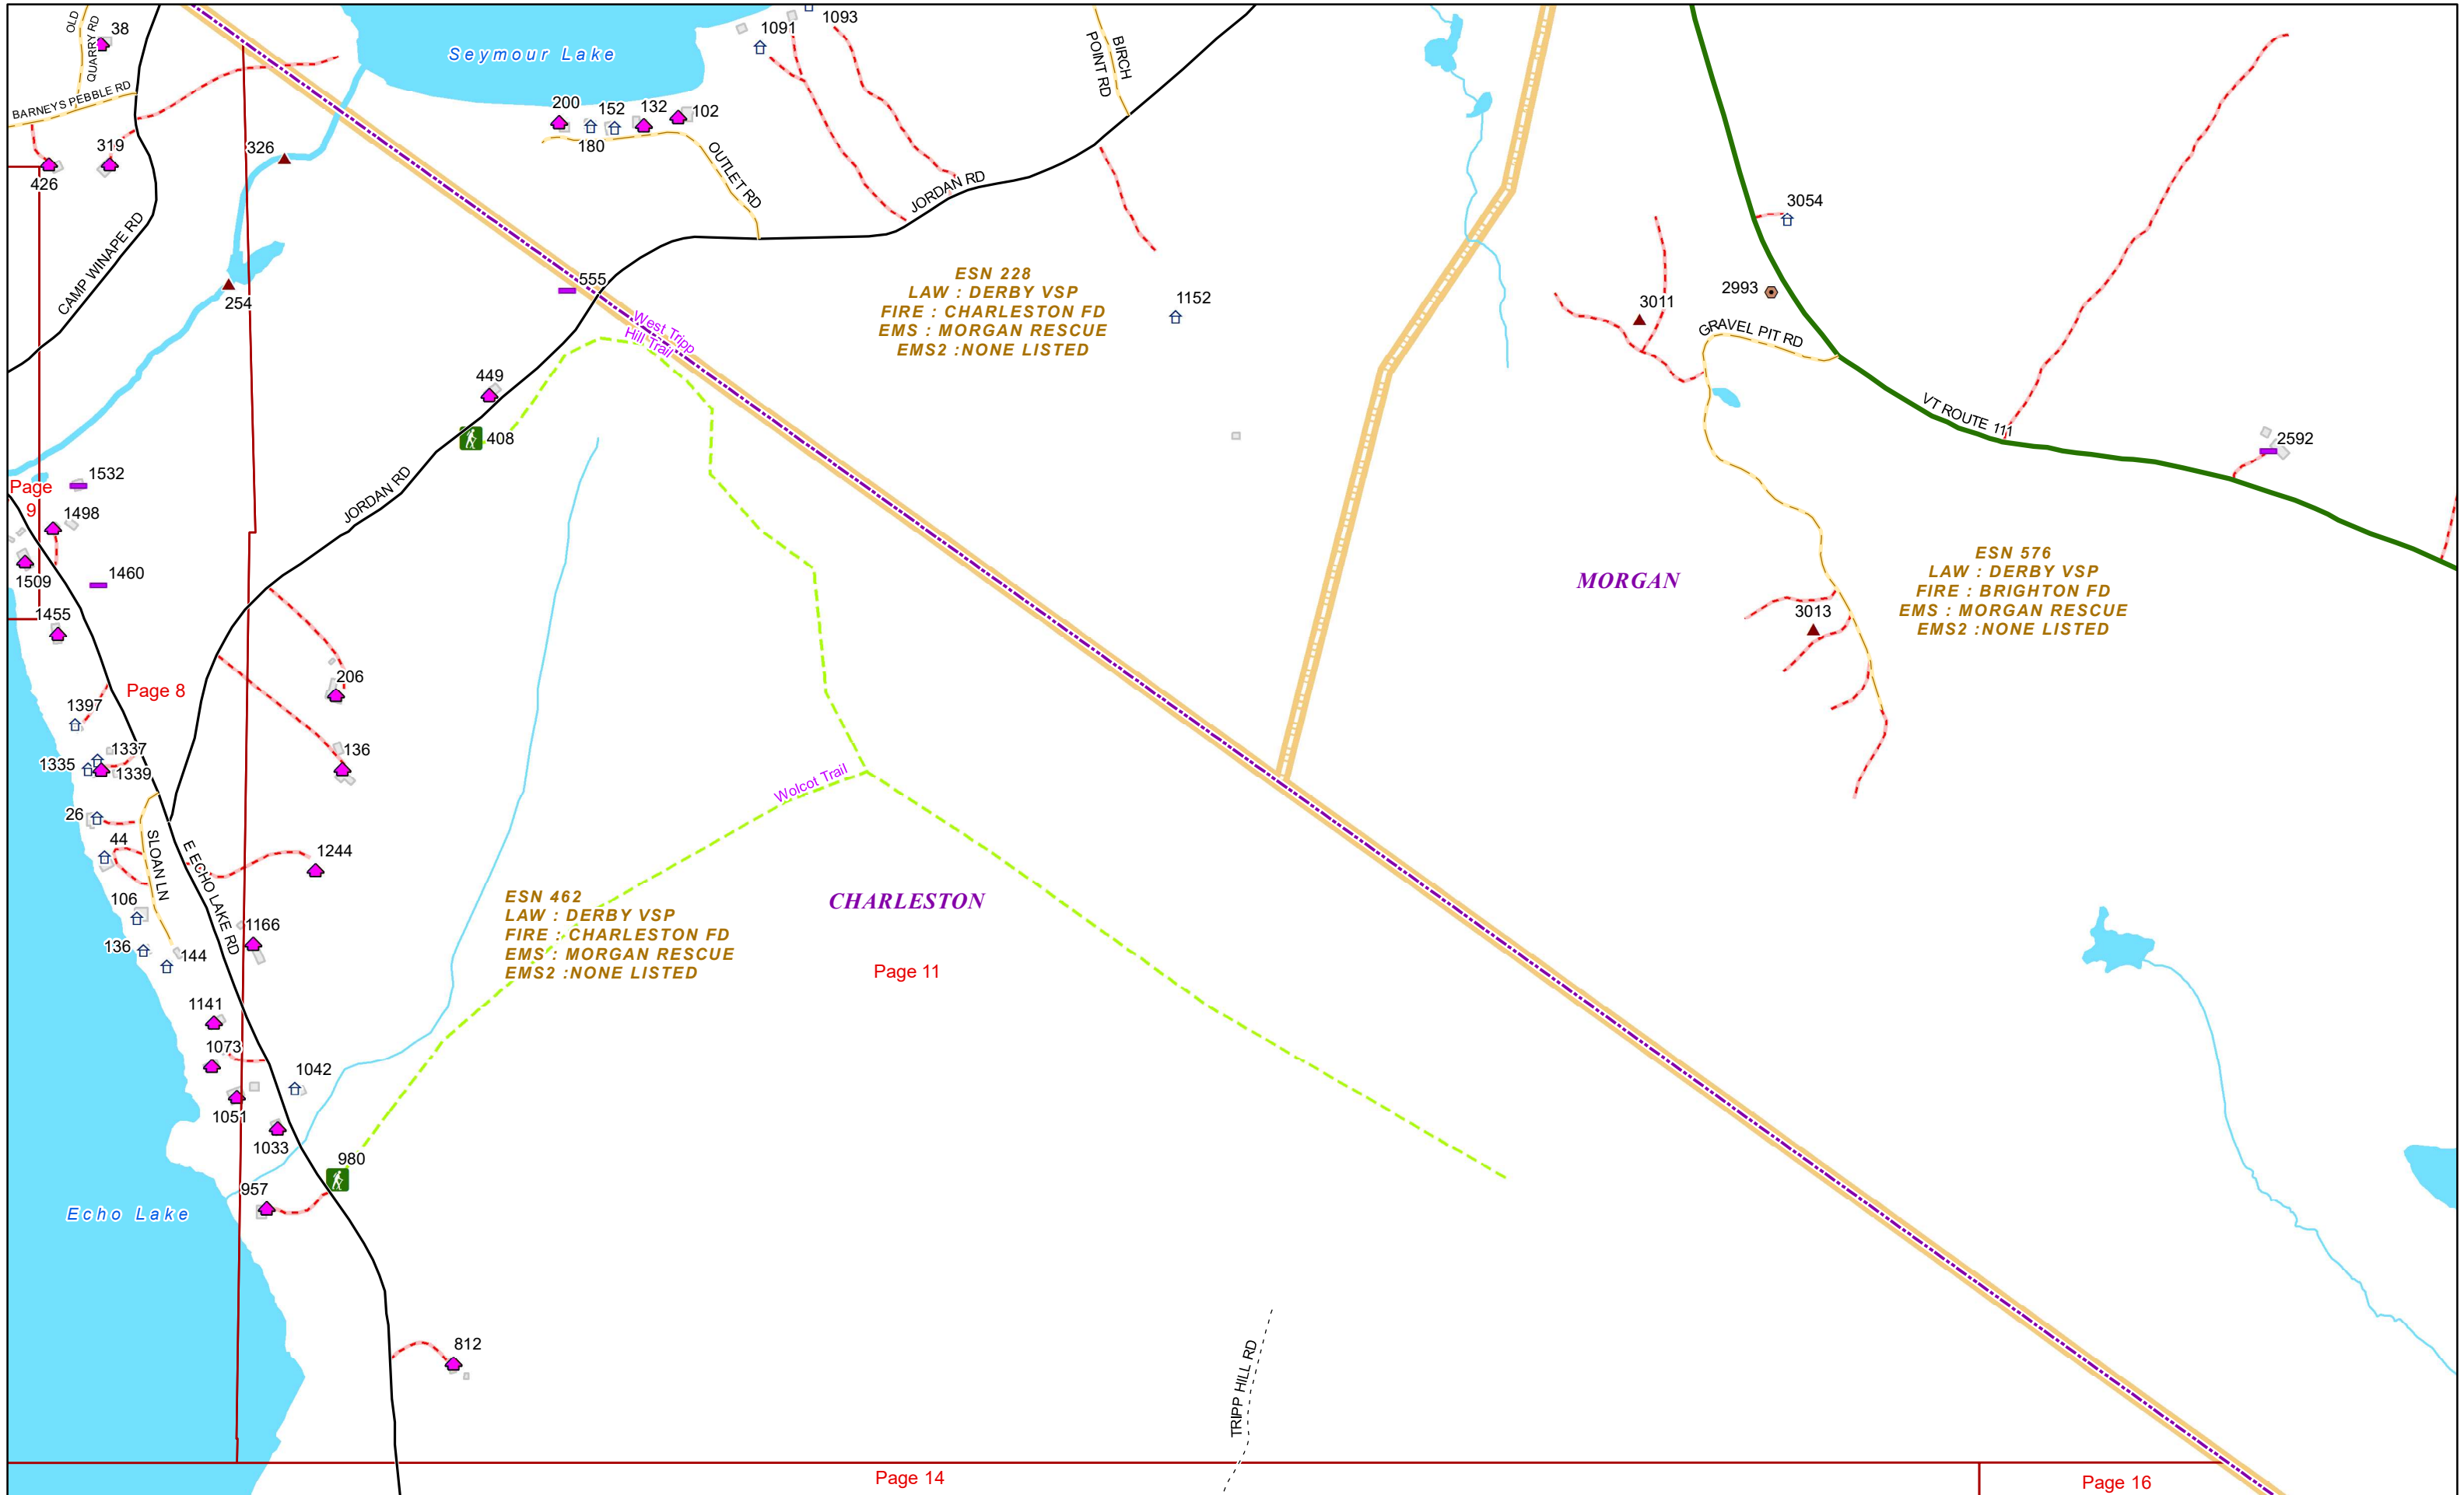 OLD
QUARRY RD
38
BARNEYS PEBBLE RD
426
319
326
254
CAMP WINAPE RD
Seymour Lake
1091
1093
200
152
132
102
180
OUTLET RD
JORDAN RD
BIRCH
POINT RD
555
West Tripp
Hill Trail
449
408
JORDAN RD
ESN 228
LAW : DERBY VSP
FIRE : CHARLESTON FD
EMS : MORGAN RESCUE
EMS2 :NONE LISTED
1152
3054
2993
3011
GRAVEL PIT RD
VT ROUTE 111
2592
Page
9
1532
1498
1509
1460
1455
Page 8
206
1397
1337
1335
1339
136
26
44
SLOAN LN
E ECHO LAKE RD
1244
106
136
144
1166
1141
1073
1042
1051
1033
980
957
Echo Lake
812
MORGAN
ESN 576
LAW : DERBY VSP
FIRE : BRIGHTON FD
EMS : MORGAN RESCUE
EMS2 :NONE LISTED
3013
Wolcot Trail
CHARLESTON
ESN 462
LAW : DERBY VSP
FIRE : CHARLESTON FD
EMS : MORGAN RESCUE
EMS2 :NONE LISTED
Page 11
TRIPP HILL RD
Page 14
Page 16